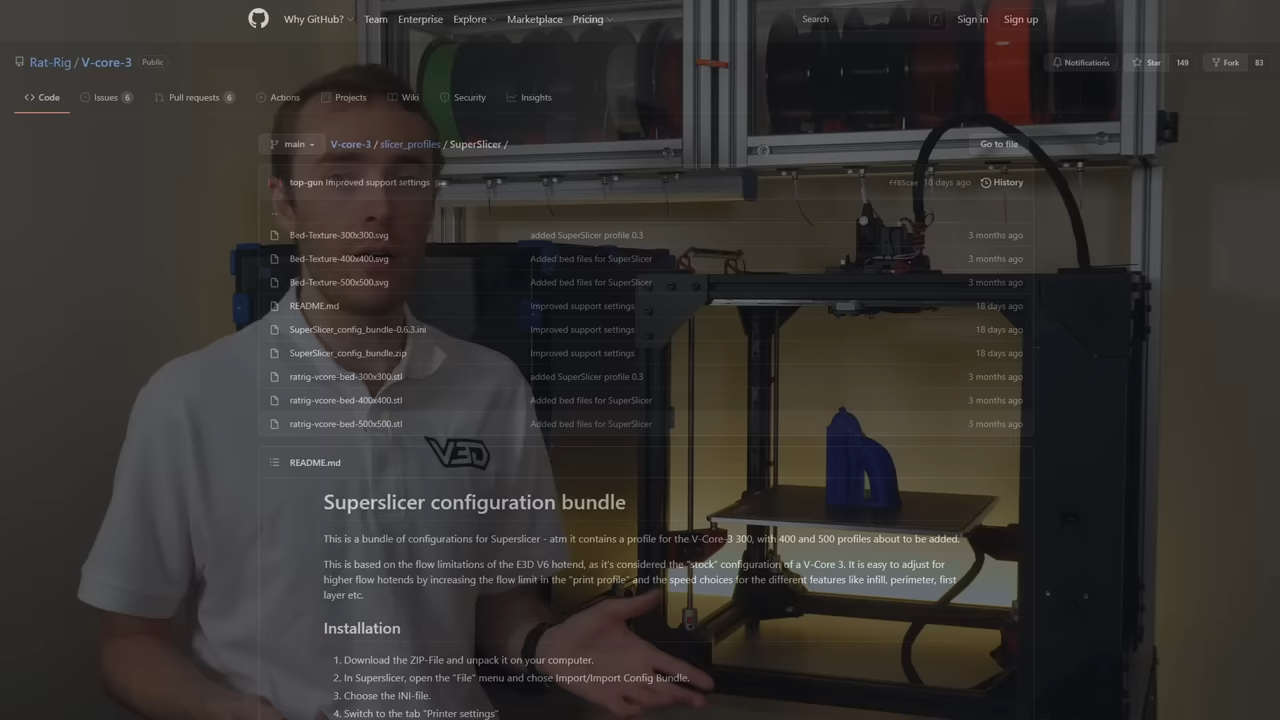 Why GitHub? Team Enterprise Explore Marketplace Pricing Search / Sign in Sign up
Rat-Rig / V-core-3 Public Notifications Star 149 Fork 83
Code Issues 6 Pull requests 6 Actions Projects Wiki Security Insights
main V-core-3 / slicer_profiles / SuperSlicer / Go to file
top-gun Improved support settings ... ff85cae 18 days ago History
..
Bed-Texture-300x300.svg added SuperSlicer profile 0.3 3 months ago
Bed-Texture-400x400.svg Added bed files for SuperSlicer 3 months ago
Bed-Texture-500x500.svg Added bed files for SuperSlicer 3 months ago
README.md Improved support settings 18 days ago
SuperSlicer_config_bundle-0.6.3.ini Improved support settings 18 days ago
SuperSlicer_config_bundle.zip Improved support settings 18 days ago
ratrig-vcore-bed-300x300.stl added SuperSlicer profile 0.3 3 months ago
ratrig-vcore-bed-400x400.stl Added bed files for SuperSlicer 3 months ago
ratrig-vcore-bed-500x500.stl Added bed files for SuperSlicer 3 months ago
V3D
README.md
Superslicer configuration bundle
This is a bundle of configurations for Superslicer - atm it contains a profile for the V-Core-3 300, with 400 and 500 profiles about to be added.
This is based on the flow limitations of the E3D V6 hotend, as it's considered the "stock" configuration of a V-Core 3. It is easy to adjust for
higher flow hotends by increasing the flow limit in the "print profile" and the speed choices for the different features like infill, perimeter, first
layer etc.
Installation
1. Download the ZIP-File and unpack it on your computer.
2. In Superslicer, open the "File" menu and chose Import/Import Config Bundle.
3. Choose the INI-file.
4. Switch to the tab "Printer settings"